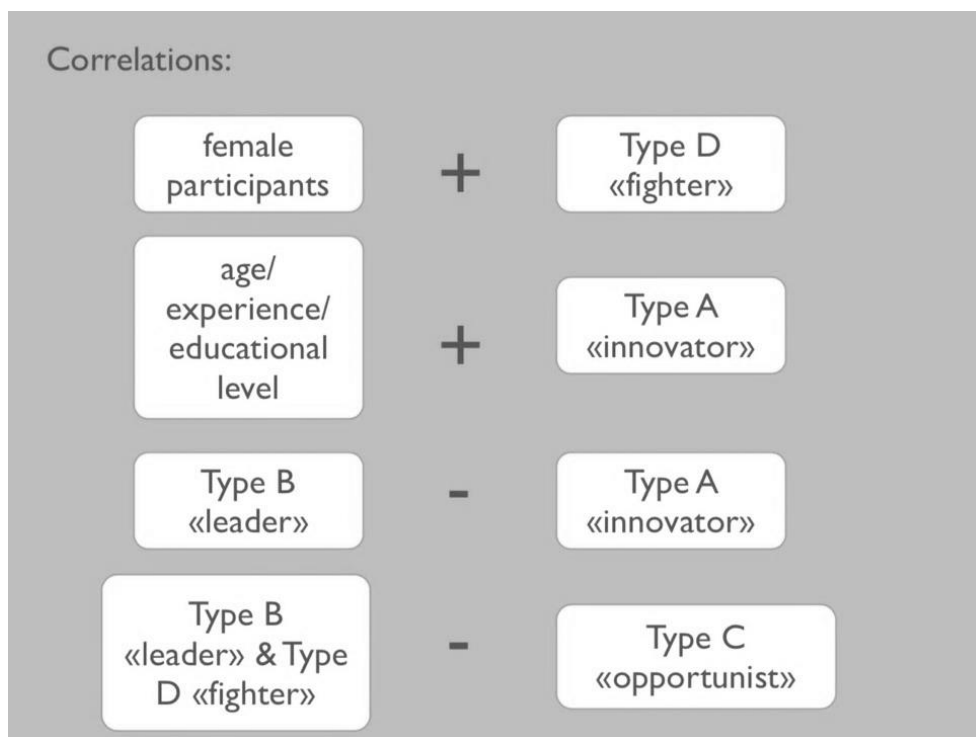 Correlations:
female
participants
+
Type D
«fighter»
age/
experience/
educational
level
+
Type A
«innovator»
Type B
«leader»
-
Type A
«innovator»
Type B
«leader» & Type
D «fighter»
-
Type C
«opportunist»